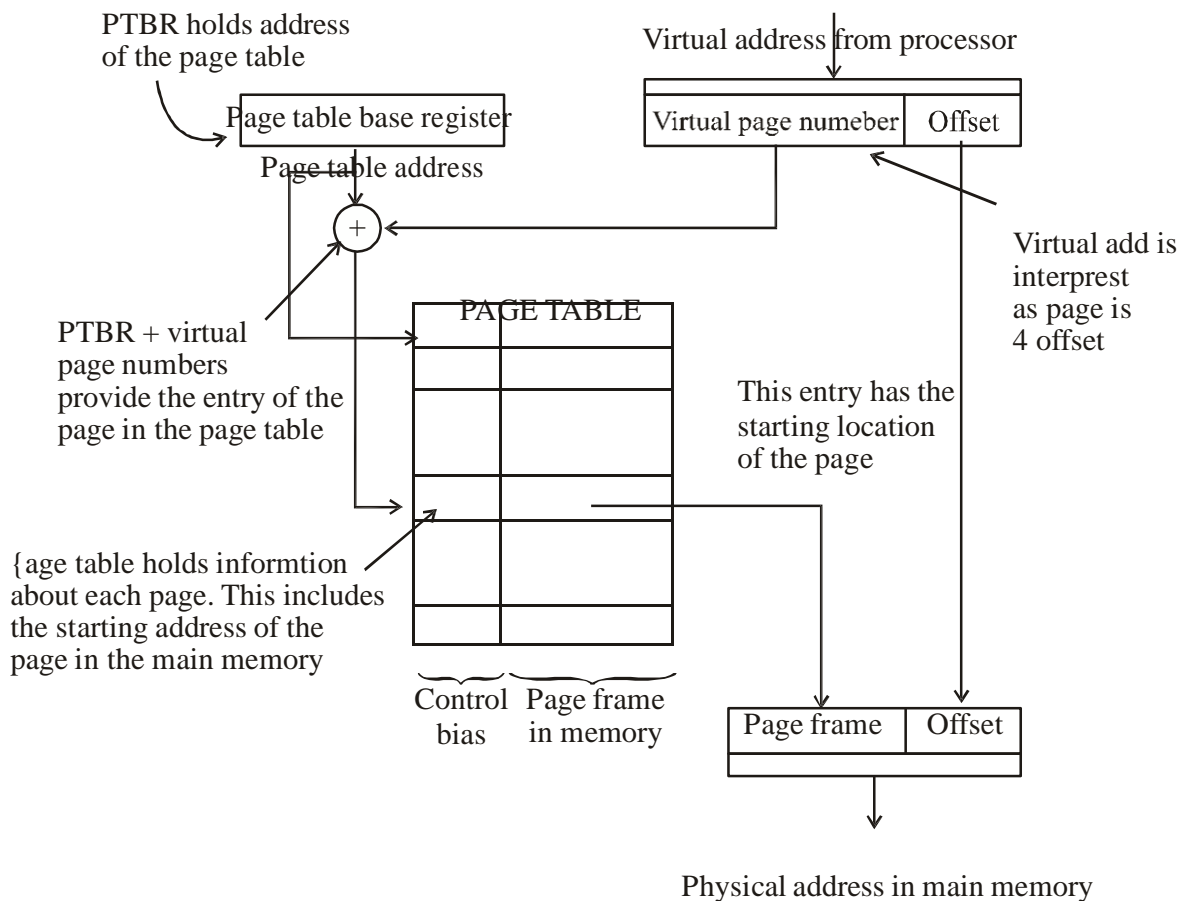 PTBR holds address
of the page table
Virtual address from processor
Page table base register
Virtual page numeber
Offset
Page table address
+
Virtual add is
interprest
as page is
4 offset
PAGE TABLE
PTBR + virtual
page numbers
provide the entry of the
page in the page table
This entry has the
starting location
of the page
{age table holds informtion
about each page. This includes
the starting address of the
page in the main memory
Control
bias
Page frame
in memory
Page frame
Offset
Physical address in main memory